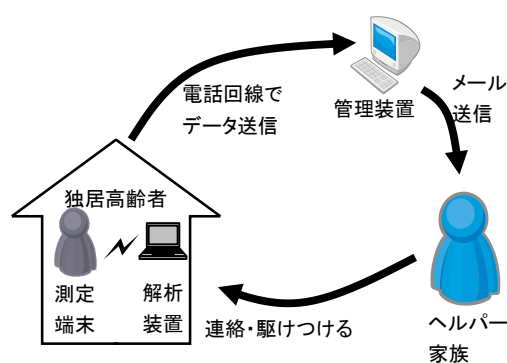 電話回線で
データ送信
管理装置
メール
送信
独居高齢者
測定
端末
解析
装置
連絡・駆けつける
ヘルパー
家族